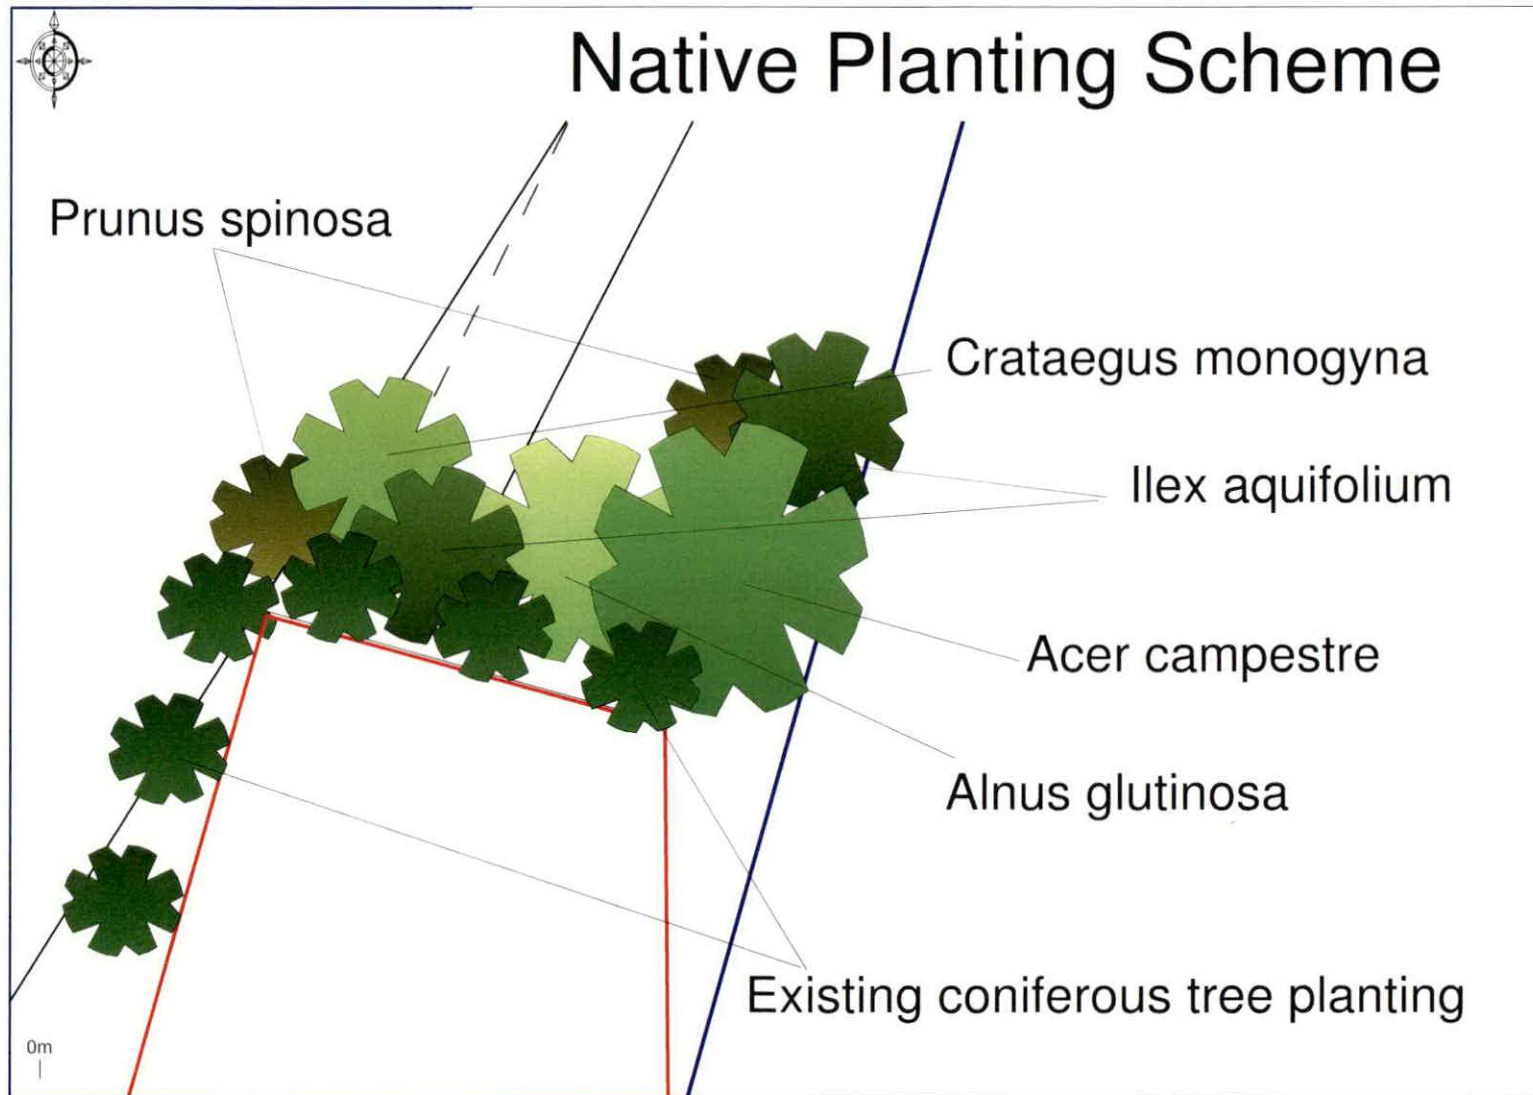 Native Planting Scheme
Prunus spinosa
Crataegus monogyna
Ilex aquifolium
Acer campestre
Alnus glutinosa
Existing coniferous tree planting
0m